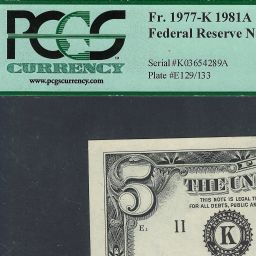 PCGS
CURRENCY
www.pcgscurrency.com
Fr. 1977-K 1981A
Federal Reserve N
Serial#K03654289A
Plate #E129/133
5
THE UN
THIS NOTE IS LEGAL T
FOR ALL DEBTS, PUBLIC A
E1
11
K